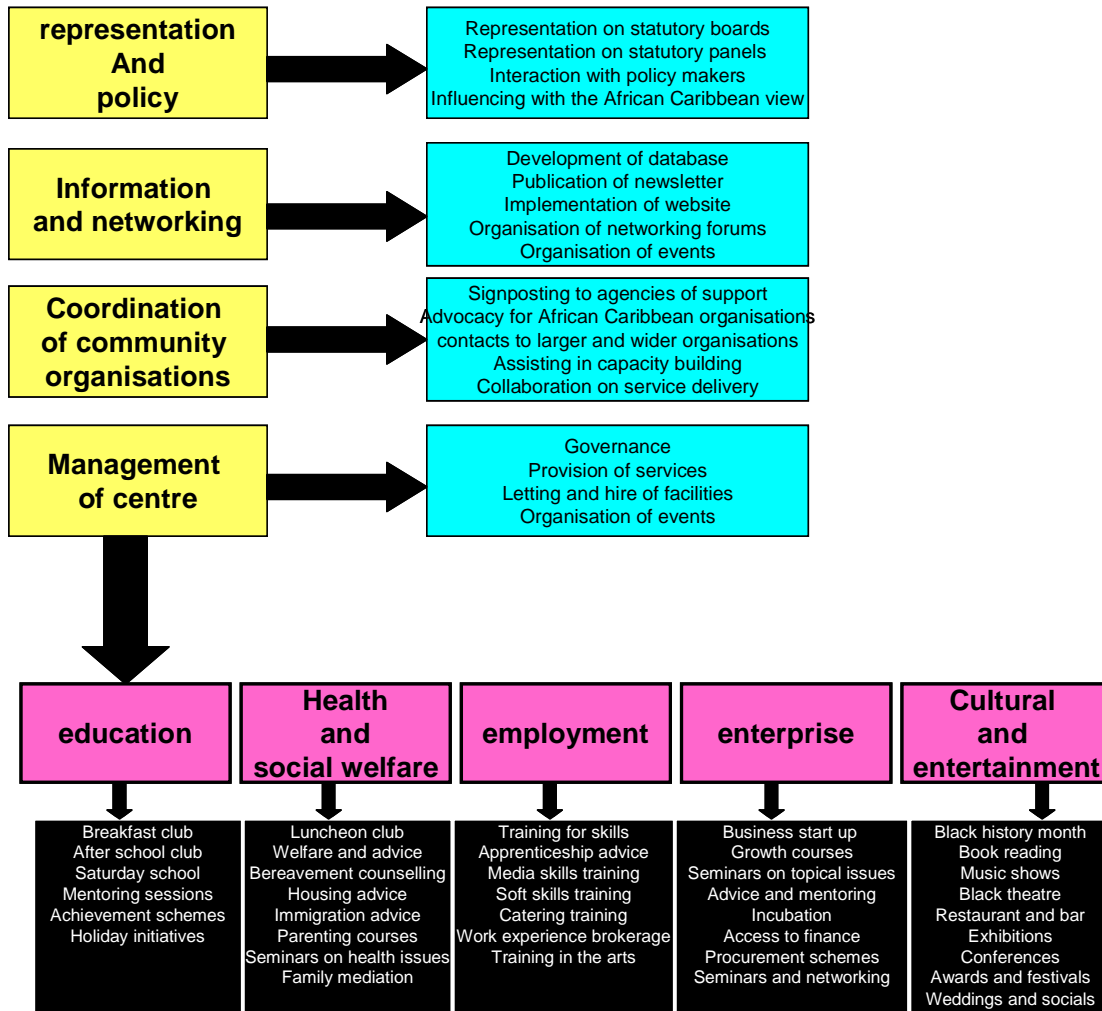 representation
And
policy
Representation on statutory boards
Representation on statutory panels
Interaction with policy makers
Influencing with the African Caribbean view
Information
and networking
Development of database
Publication of newsletter
Implementation of website
Organisation of networking forums
Organisation of events
Coordination
of community
organisations
Signposting to agencies of support
Advocacy for African Caribbean organisations
contacts to larger and wider organisations
Assisting in capacity building
Collaboration on service delivery
Management
of centre
Governance
Provision of services
Letting and hire of facilities
Organisation of events
education
Health
and
social welfare
employment
enterprise
Cultural
and
entertainment
Breakfast club
After school club
Saturday school
Mentoring sessions
Achievement schemes
Holiday initiatives
Luncheon club
Welfare and advice
Bereavement counselling
Housing advice
Immigration advice
Parenting courses
Seminars on health issues
Family mediation
Training for skills
Apprenticeship advice
Media skills training
Soft skills training
Catering training
Work experience brokerage
Training in the arts
Business start up
Growth courses
Seminars on topical issues
Advice and mentoring
Incubation
Access to finance
Procurement schemes
Seminars and networking
Black history month
Book reading
Music shows
Black theatre
Restaurant and bar
Exhibitions
Conferences
Awards and festivals
Weddings and socials